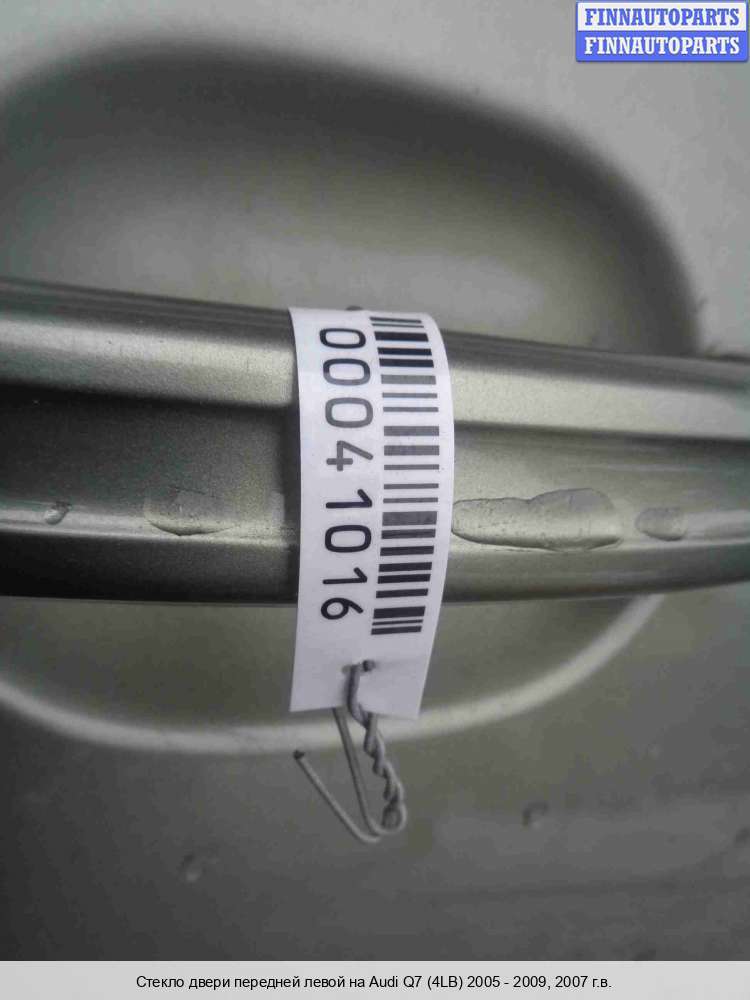 FINNAUTOPARTS
FINNAUTOPARTS
00041016
Стекло двери передней левой на Audi Q7 (4LB) 2005 - 2009, 2007 г.в.